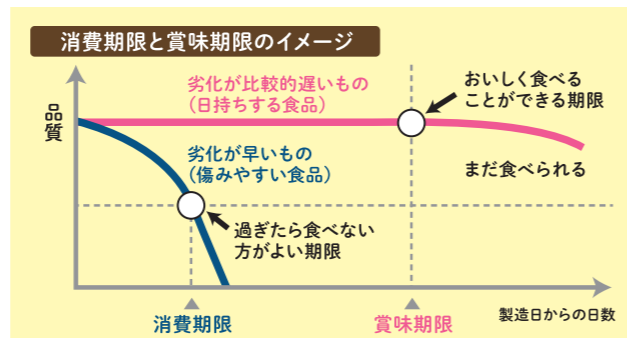 消費期限と賞味期限のイメージ
品質
劣化が比較的遅いもの
（日持ちする食品）
おいしく食べる
ことができる期限
劣化が早いもの
（傷みやすい食品）
まだ食べられる
過ぎたら食べない
方がよい期限
消費期限
賞味期限
製造日からの日数